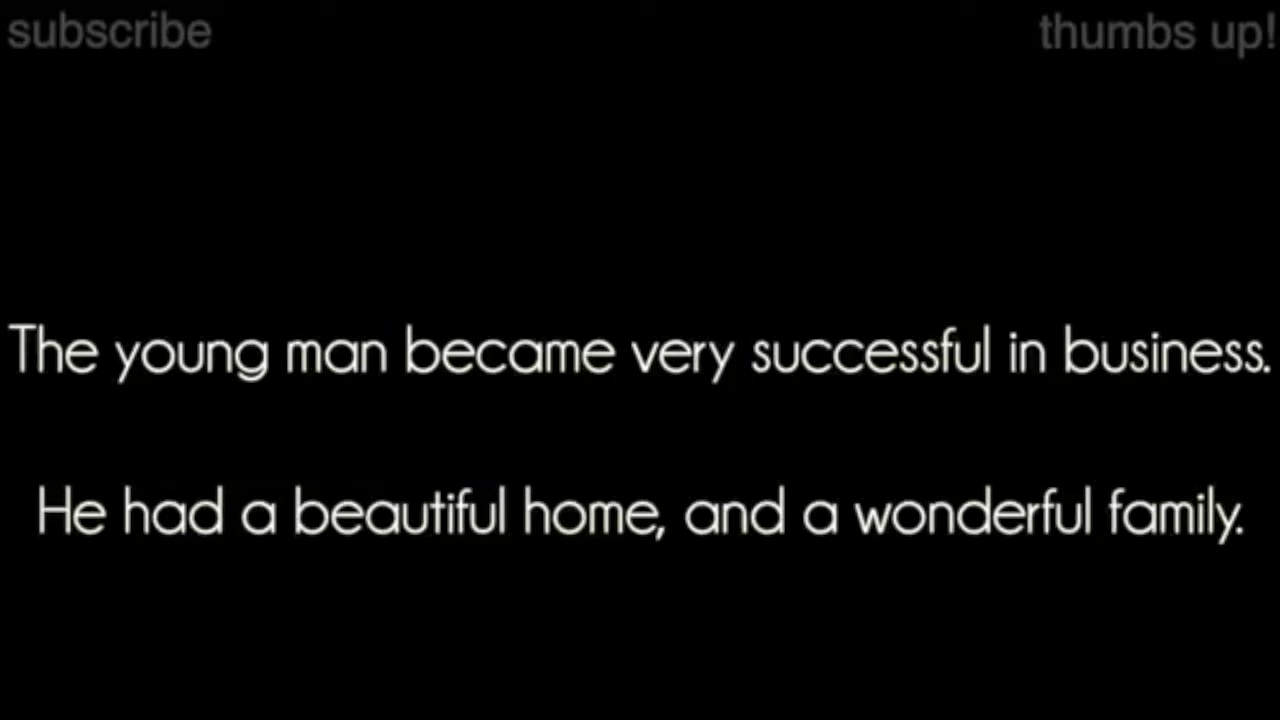 subscribe
thumbs up!
The young man became very successful in business.
He had a beautiful home, and a wonderful family.